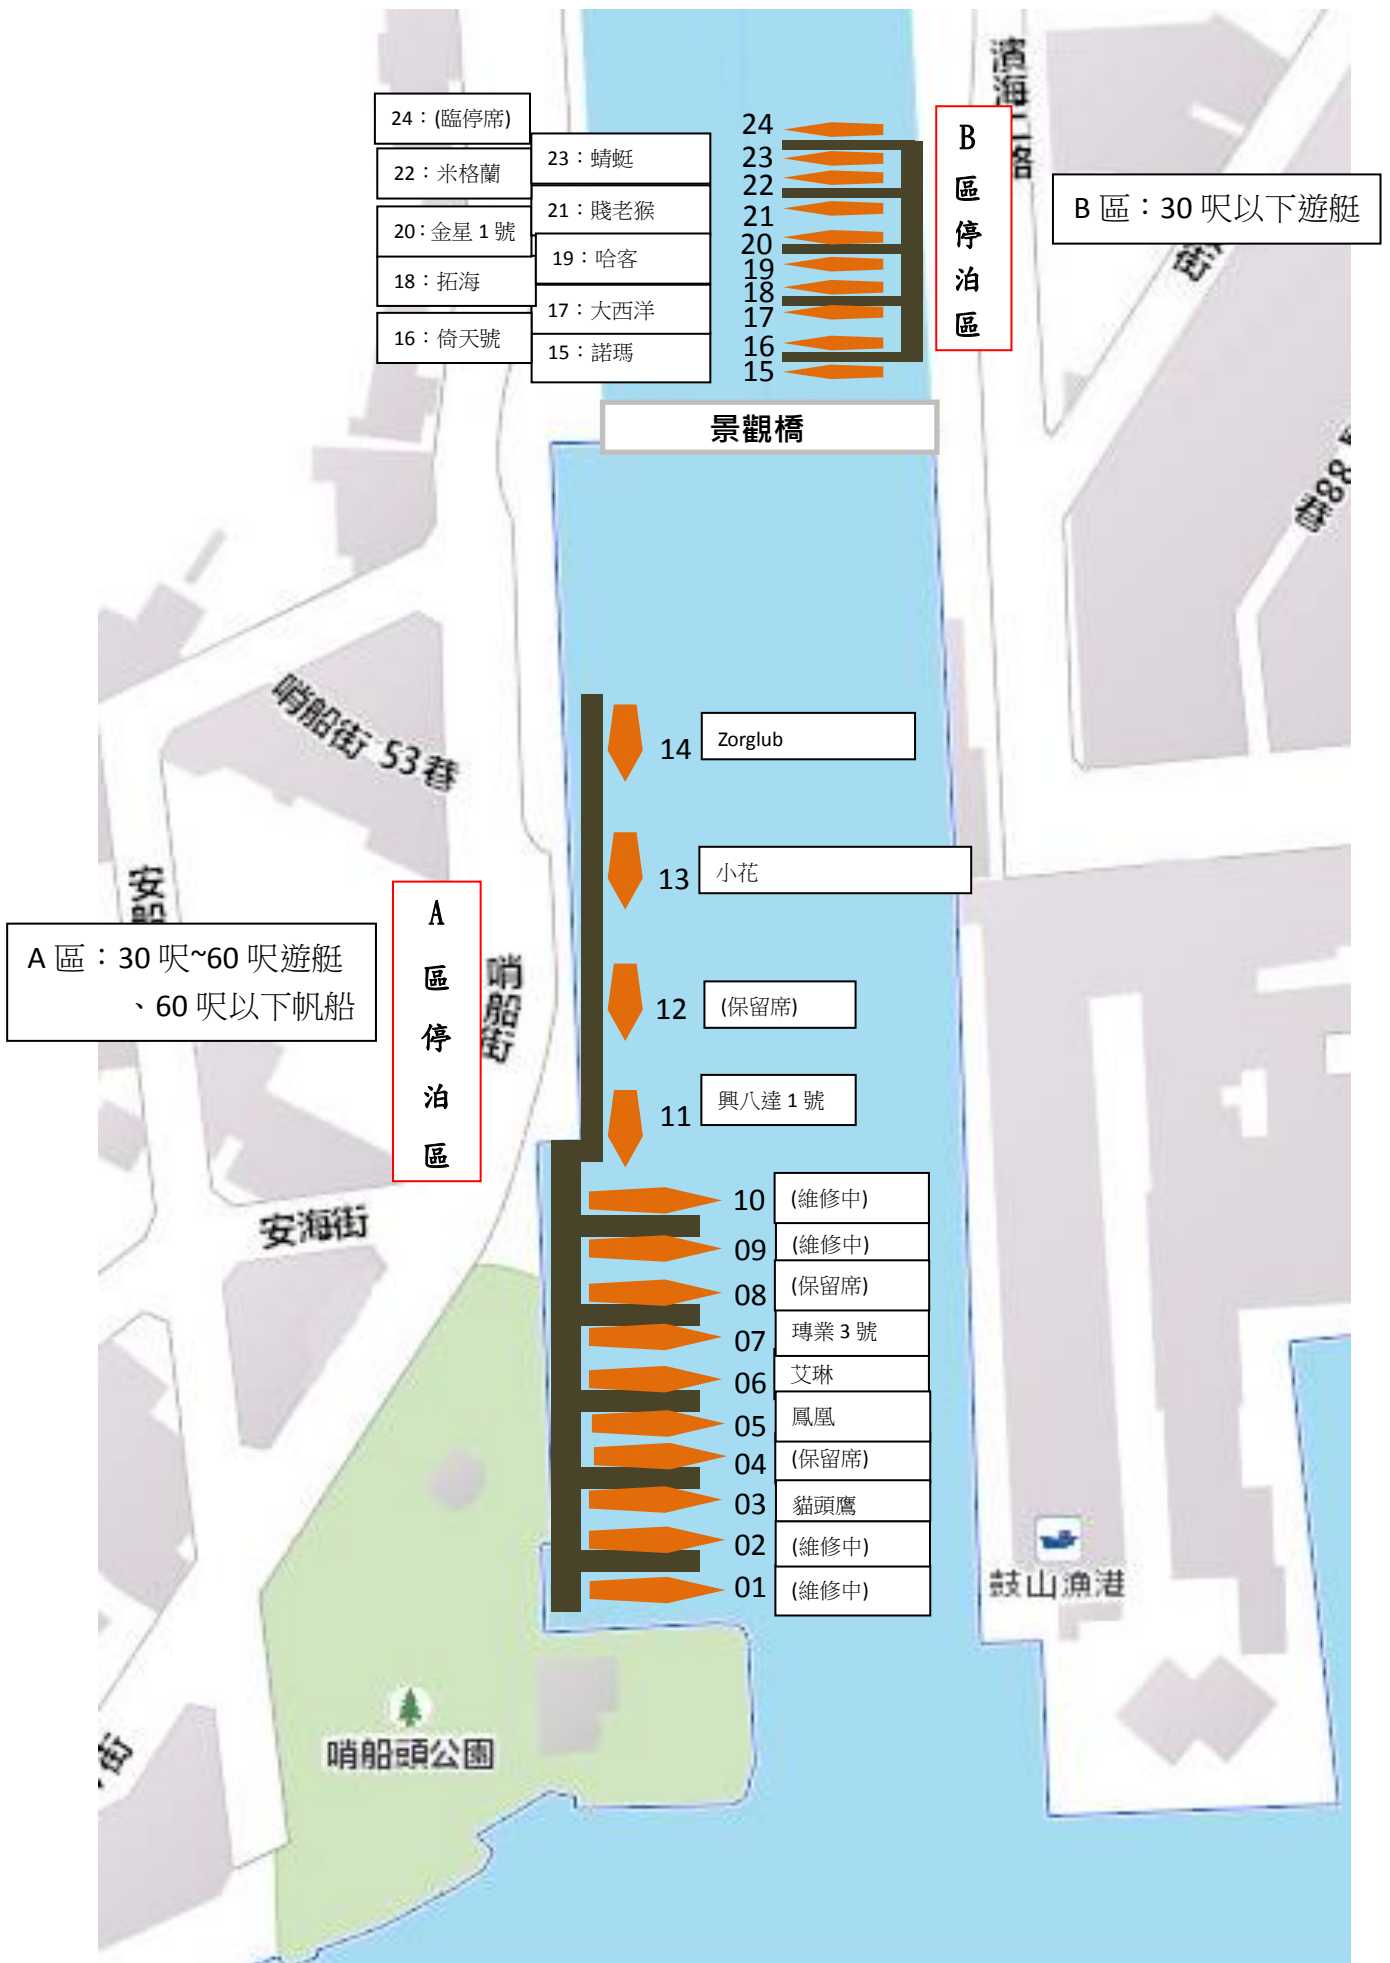 24：(臨停席)
23：蜻蜓
22：米格蘭
21：賤老猴
20：金星 1 號
19：哈客
18：拓海
17：大西洋
16：倚天號
15：諾瑪
24
23
22
21
20
19
18
17
16
15
B
區
停
泊
區
B 區：30 呎以下遊艇
景觀橋
街
巷88
哨船街 53巷
14
Zorglub
13
小花
12
(保留席)
11
興八達 1 號
安船
A 區：30 呎~60 呎遊艇
、60 呎以下帆船
A
區
停
泊
區
哨船街
安海街
10
(維修中)
09
(維修中)
08
(保留席)
07
瑼業 3 號
06
艾琳
05
鳳凰
04
(保留席)
03
貓頭鷹
02
(維修中)
01
(維修中)
鼓山漁港
哨船頭公園
街